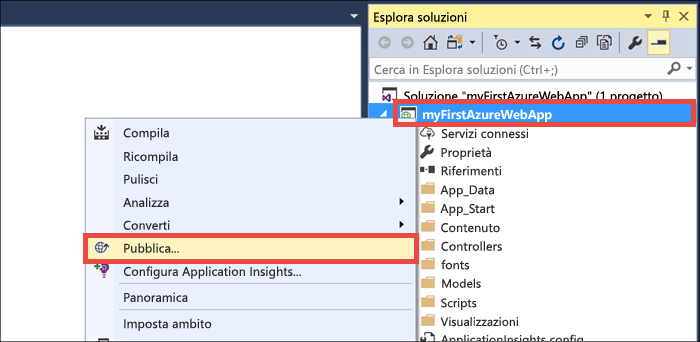 Esplora soluzioni
Cerca in Esplora soluzioni (Ctrl+;)
Soluzione "myFirstAzureWebApp" (1 progetto)
myFirstAzureWebApp
Servizi connessi
Proprietà
Riferimenti
App_Data
App_Start
Contenuto
Controllers
fonts
Models
Scripts
Visualizzazioni
ApplicationInsights.config
Compila
Ricompila
Pulisci
Analizza
Converti
Pubblica...
Configura Application Insights...
Panoramica
Imposta ambito